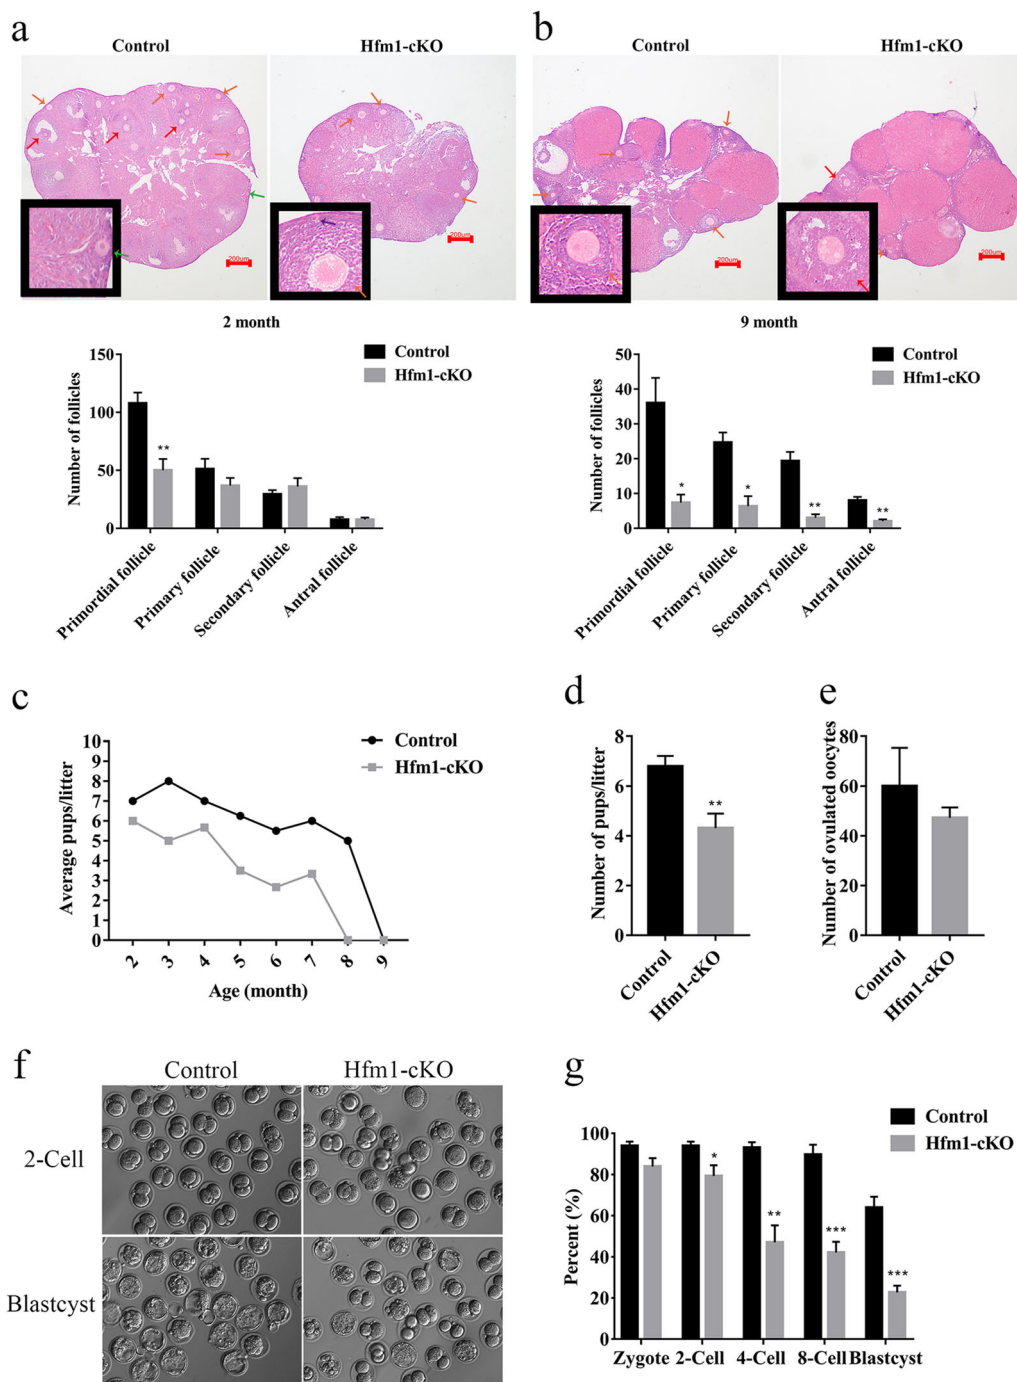 a
Control
Hfm1-cKO
200um
200um
b
Control
Hfm1-cKO
200um
200um
2 month
Number of follicles
150
100
50
0
Control
Hfm1-cKO
**
Primordial follicle
Primary follicle
Secondary follicle
Antral follicle
9 month
Number of follicles
50
40
30
20
10
0
Control
Hfm1-cKO
*
*
**
**
Primordial follicle
Primary follicle
Secondary follicle
Antral follicle
c
Average pups/litter
10
9
8
7
6
5
4
3
2
1
0
Control
Hfm1-cKO
2 3 4 5 6 7 8 9
Age (month)
d
Number of pups/litter
8
6
4
2
0
**
Control
Hfm1-cKO
e
Number of ovulated oocytes
80
60
40
20
0
Control
Hfm1-cKO
f
Control
Hfm1-cKO
2-Cell
Blastcyst
g
Control
Hfm1-cKO
Percent (%)
100
80
60
40
20
0
*
**
***
***
Zygote 2-Cell 4-Cell 8-Cell Blastcyst